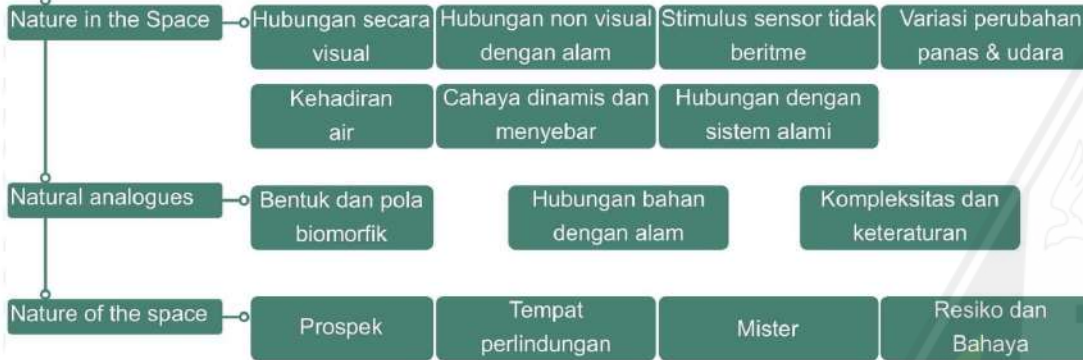 Nature in the Space
Hubungan secara
visual
Hubungan non visual
dengan alam
Stimulus sensor tidak
beritme
Variasi perubahan
panas & udara
Kehadiran
air
Cahaya dinamis dan
menyebar
Hubungan dengan
sistem alami
Natural analogues
Bentuk dan pola
biomorfik
Hubungan bahan
dengan alam
Kompleksitas dan
keteraturan
Nature of the space
Prospek
Tempat
perlindungan
Mister
Resiko dan
Bahaya